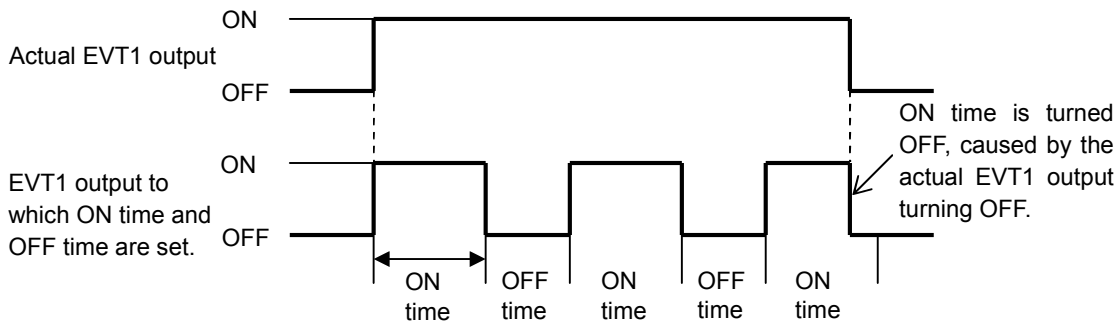 ON
Actual EVT1 output
OFF
ON time is turned
OFF, caused by the
actual EVT1 output
turning OFF.
ON
EVT1 output to
which ON time and
OFF time are set.
OFF
ON
time
OFF
time
ON
time
OFF
time
ON
time